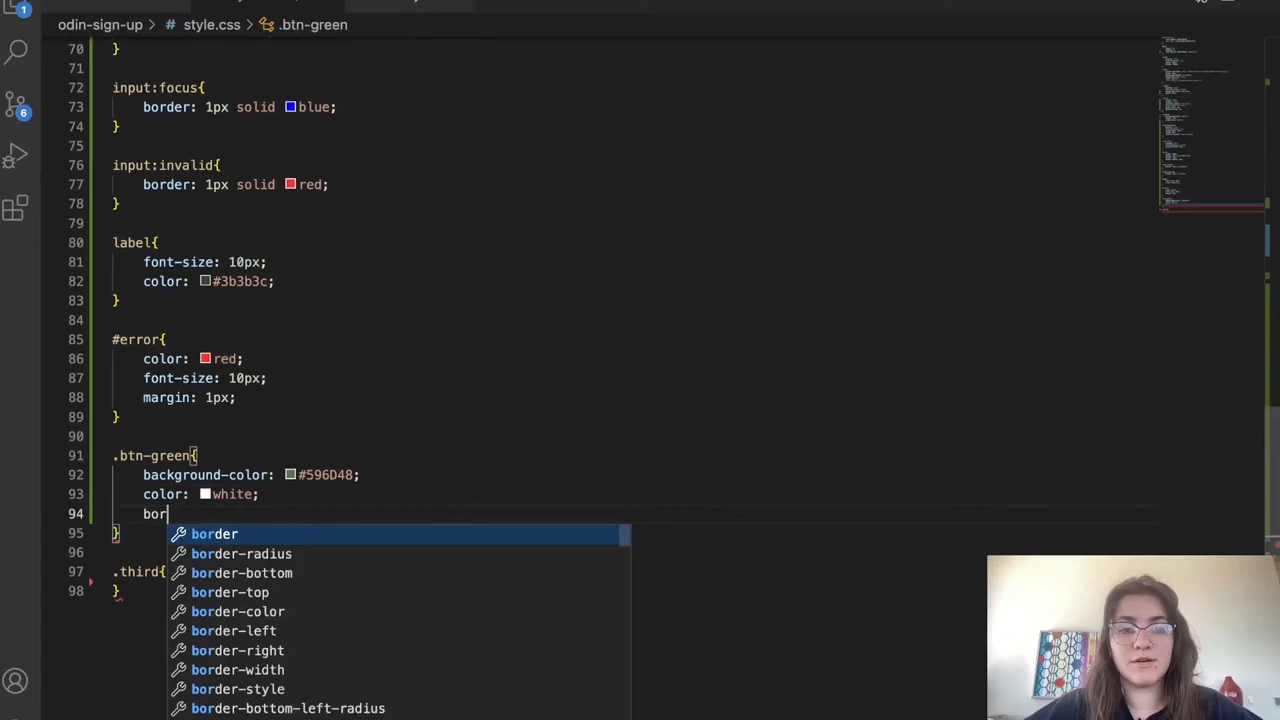 1
odin-sign-up > # style.css > .btn-green
70 }
71
72 input:focus{
73 border: 1px solid blue;
74 }
75
76 input:invalid{
77 border: 1px solid red;
78 }
79
80 label{
81 font-size: 10px;
82 color: #3b3b3c;
83 }
84
85 #error{
86 color: red;
87 font-size: 10px;
88 margin: 1px;
89 }
90
91 .btn-green{
92 background-color: #596D48;
93 color: white;
94 bor
border
95 }
border-radius
96
border-bottom
97 .third{
border-top
98 }
border-color
border-left
border-right
border-width
border-style
border-bottom-left-radius
6